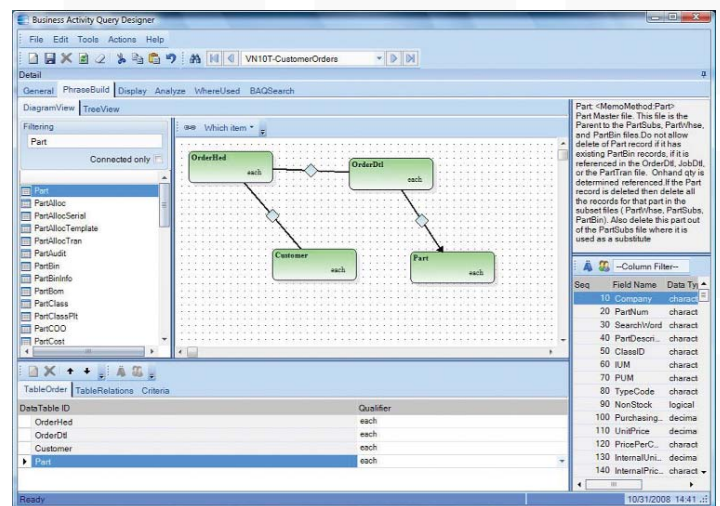 Business Activity Query Designer
File Edit Tools Actions Help
VN10T-CustomerOrders
Detail
General PhraseBuild Display Analyze WhereUsed BAQSearch
DiagramView TreeView
Filtering
Part
Connected only
Part
PartAlloc
PartAllocSerial
PartAllocTemplate
PartAllocTran
PartAudit
PartBin
PartBinInfo
PartBom
PartClass
PartClassPlt
PartCOO
PartCost
Which item
OrderHed
each
OrderDtl
each
Customer
each
Part
each
Part: <MemoMethod:Part>
Part Master file. This file is the
Parent to the PartSubs, PartWhse,
and PartBin files.Do not allow
delete of Part record if it has
existing PartBin records, if it is
referenced in the OrderDtl, JobDtl,
or the PartTran file. Onhand qty is
determined referenced.If the Part
record is deleted then delete all
the records for that part in the
subset files ( PartWhse, PartSubs,
PartBin). Also delete this part out
of the PartSubs file where it is
used as a substitute
--Column Filter--
Seq Field Name Data Ty
10 Company charact
20 PartNum charact
30 SearchWord charact
40 PartDescri... charact
50 ClassID charact
60 IUM charact
70 PUM charact
80 TypeCode charact
90 NonStock logical
100 Purchasing... decima
110 UnitPrice decima
120 PricePerC... charact
130 InternalUni... decima
140 InternalPric... charact
TableOrder TableRelations Criteria
DataTable ID Qualifier
OrderHed each
OrderDtl each
Customer each
Part each
Ready 10/31/2008 14:41